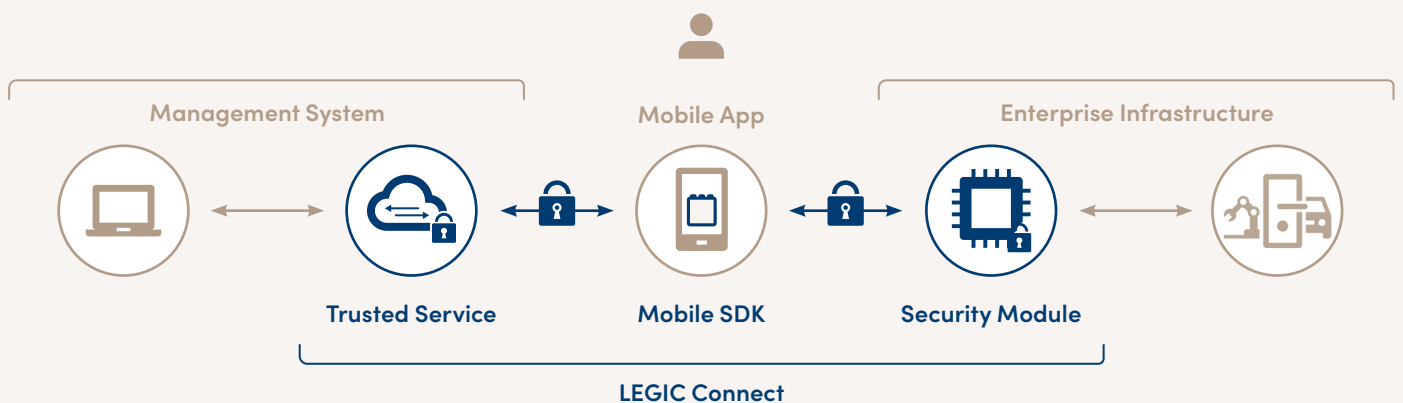 Management System
Mobile App
Enterprise Infrastructure
Trusted Service
Mobile SDK
Security Module
LEGIC Connect